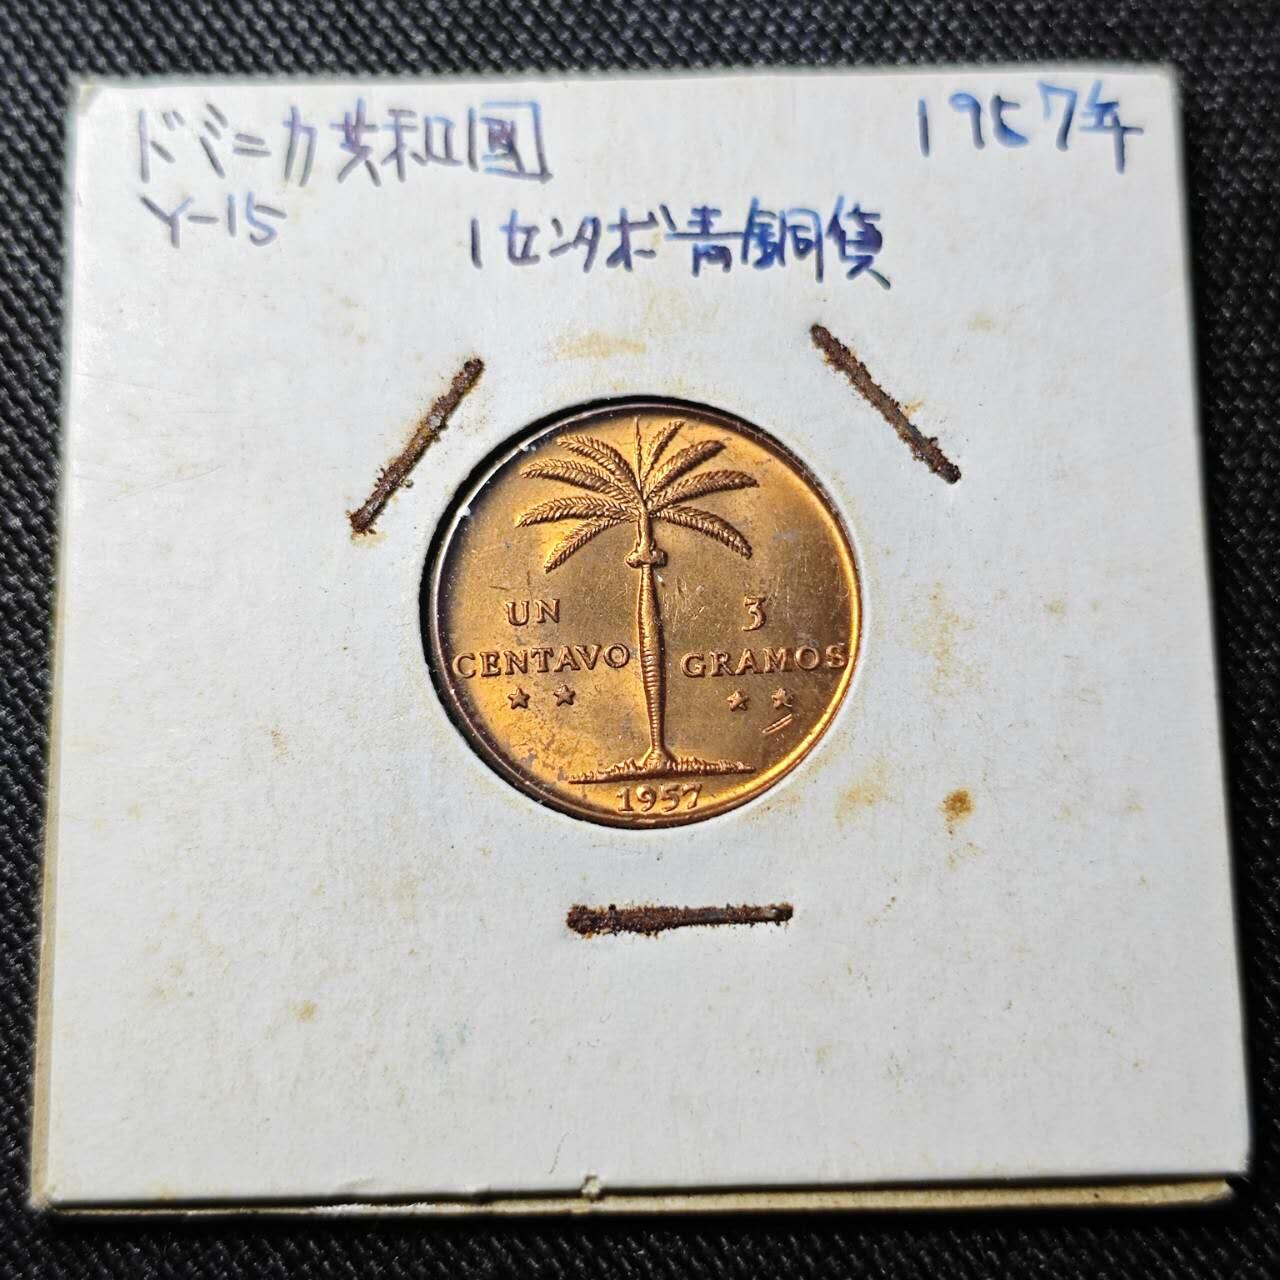 ドミニカ共和國 1957年
Y-15
1センタボ青銅貨
UN
CENTAVO
3
GRAMOS
1957